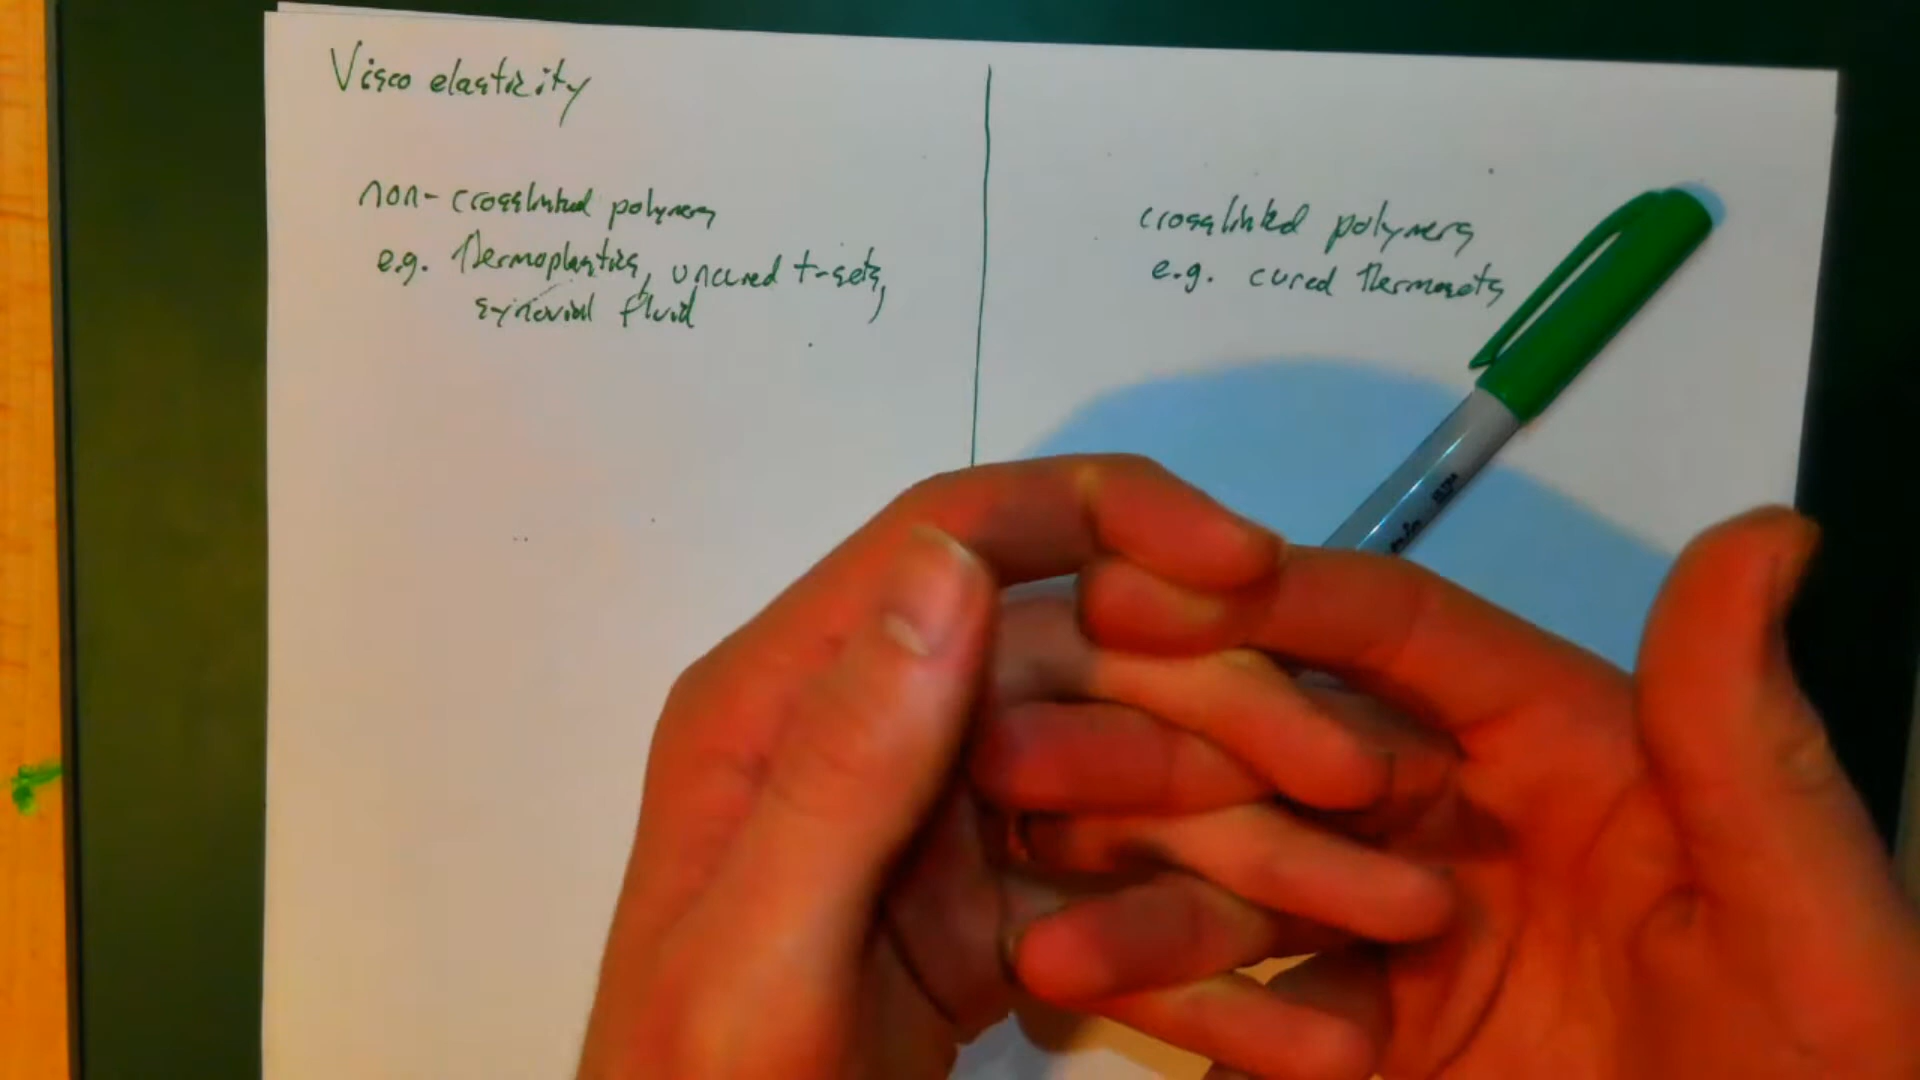 Visco elasticity
non-crosslinked polymers
e.g. thermoplastics, uncured t-sets,
synovial fluid
crosslinked polymers
e.g. cured thermosets